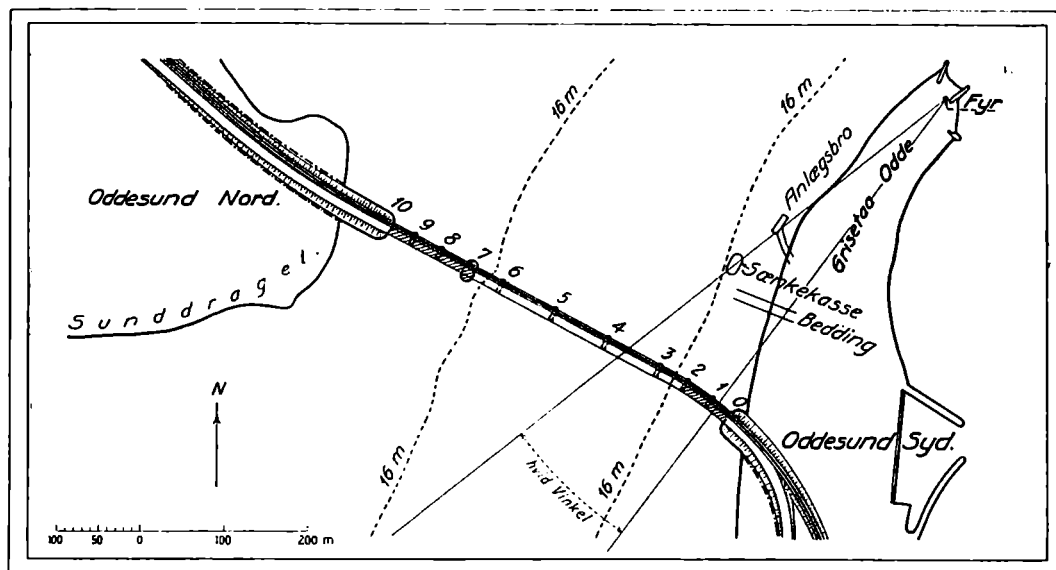 16 m
16 m
Fyr
Anlægsbro
Grisetaa-Odde
Oddesund Nord.
10
9
8
7
6
5
4
3
2
1
0
Sunddraget.
Sænkekasse
Bedding
N
Oddesund Syd.
16 m
16 m
hvid Vinkel
100 50 0 100 200 m